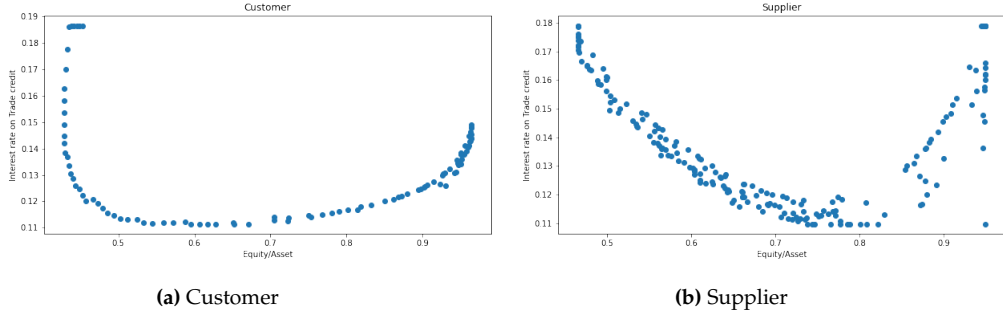 Customer
Interest rate on Trade credit
0.19
0.18
0.17
0.16
0.15
0.14
0.13
0.12
0.11
0.5 0.6 0.7 0.8 0.9
Equity/Asset
(a) Customer
Supplier
Interest rate on Trade credit
0.18
0.17
0.16
0.15
0.14
0.13
0.12
0.11
0.5 0.6 0.7 0.8 0.9
Equity/Asset
(b) Supplier